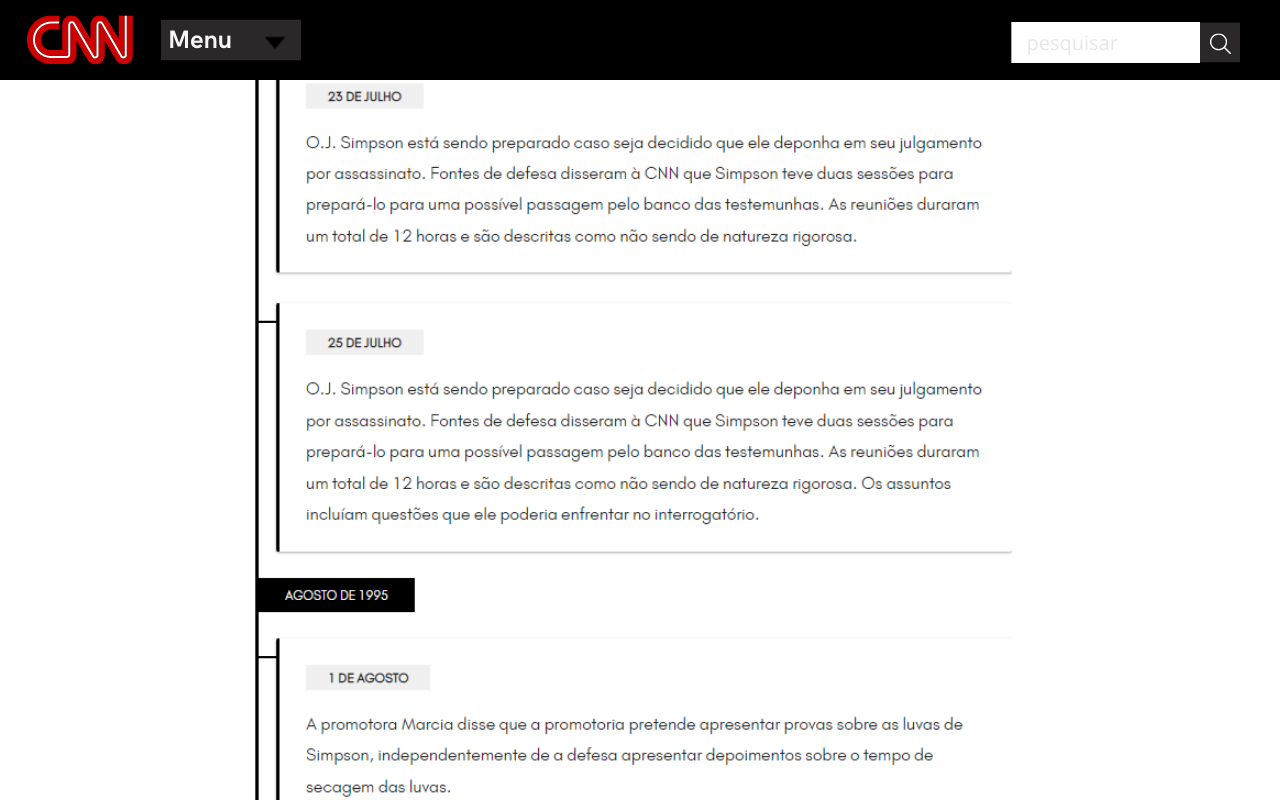 CNN
Menu
pesquisar
23 DE JULHO
O.J. Simpson está sendo preparado caso seja decidido que ele deponha em seu julgamento
por assassinato. Fontes de defesa disseram à CNN que Simpson teve duas sessões para
prepará-lo para uma possível passagem pelo banco das testemunhas. As reuniões duraram
um total de 12 horas e são descritas como não sendo de natureza rigorosa.
25 DE JULHO
O.J. Simpson está sendo preparado caso seja decidido que ele deponha em seu julgamento
por assassinato. Fontes de defesa disseram à CNN que Simpson teve duas sessões para
prepará-lo para uma possível passagem pelo banco das testemunhas. As reuniões duraram
um total de 12 horas e são descritas como não sendo de natureza rigorosa. Os assuntos
incluíam questões que ele poderia enfrentar no interrogatório.
AGOSTO DE 1995
1 DE AGOSTO
A promotora Marcia disse que a promotoria pretende apresentar provas sobre as luvas de
Simpson, independentemente de a defesa apresentar depoimentos sobre o tempo de
secagem das luvas.